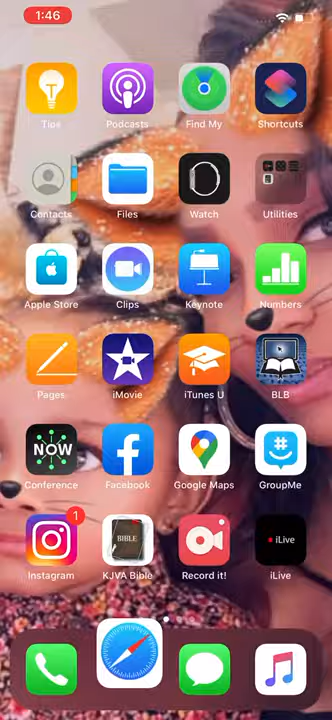 1:46
Tips Podcasts Find My Shortcuts
Contacts Files Watch Utilities
Apple Store Clips Keynote Numbers
Pages iMovie iTunes U BLB
NOW
Conference Facebook Google Maps GroupMe
1
BIBLE
iLive
Instagram KJVA Bible Record it! iLive